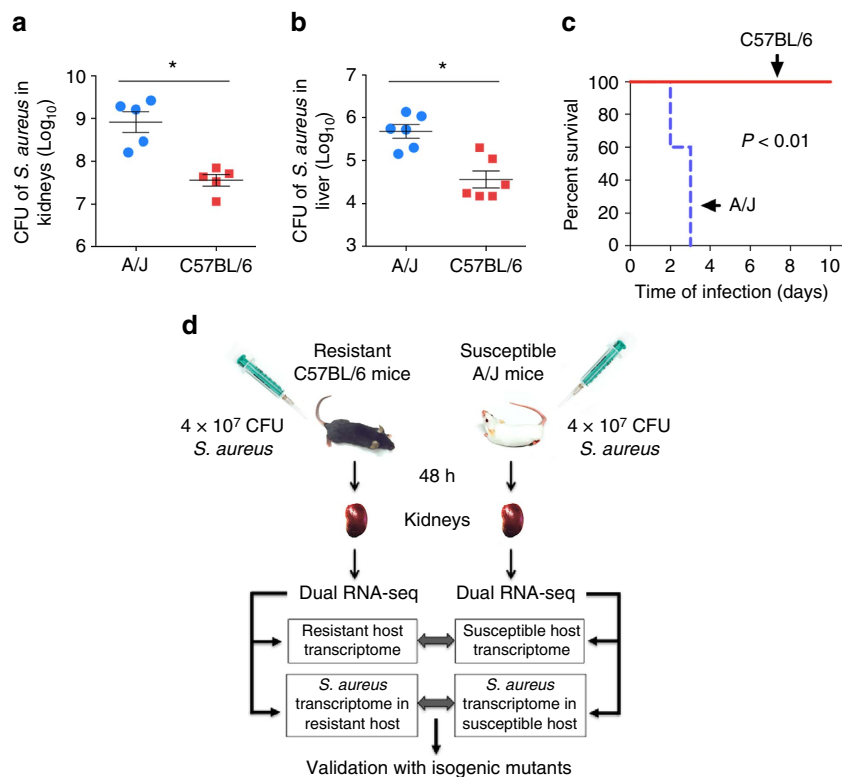 a
CFU of S. aureus in
kidneys (Log10)
10
9
8
7
6
*
A/J
C57BL/6
b
CFU of S. aureus in
liver (Log10)
7
6
5
4
3
*
A/J
C57BL/6
c
C57BL/6
Percent survival
100
80
60
40
20
0
P < 0.01
A/J
0 2 4 6 8 10
Time of infection (days)
d
Resistant
C57BL/6 mice
Susceptible
A/J mice
4 × 10⁷ CFU
S. aureus
4 × 10⁷ CFU
S. aureus
48 h
Kidneys
Dual RNA-seq
Dual RNA-seq
Resistant host
transcriptome
Susceptible host
transcriptome
S. aureus
transcriptome in
resistant host
S. aureus
transcriptome in
susceptible host
Validation with isogenic mutants